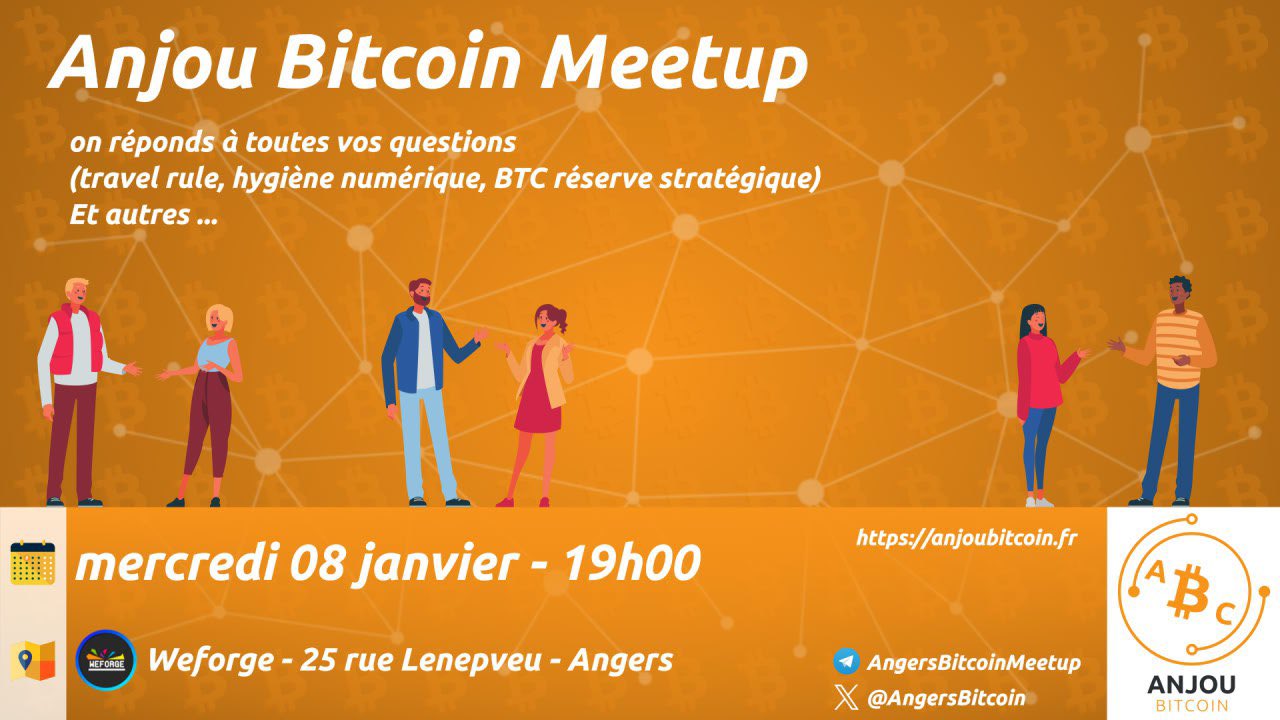 Anjou Bitcoin Meetup
on réponds à toutes vos questions
(travel rule, hygiène numérique, BTC réserve stratégique)
Et autres ...
mercredi 08 janvier - 19h00
WEFORGE
Weforge - 25 rue Lenepveu - Angers
https://anjoubitcoin.fr
AngersBitcoinMeetup
@AngersBitcoin
A ₿ C
ANJOU
BITCOIN